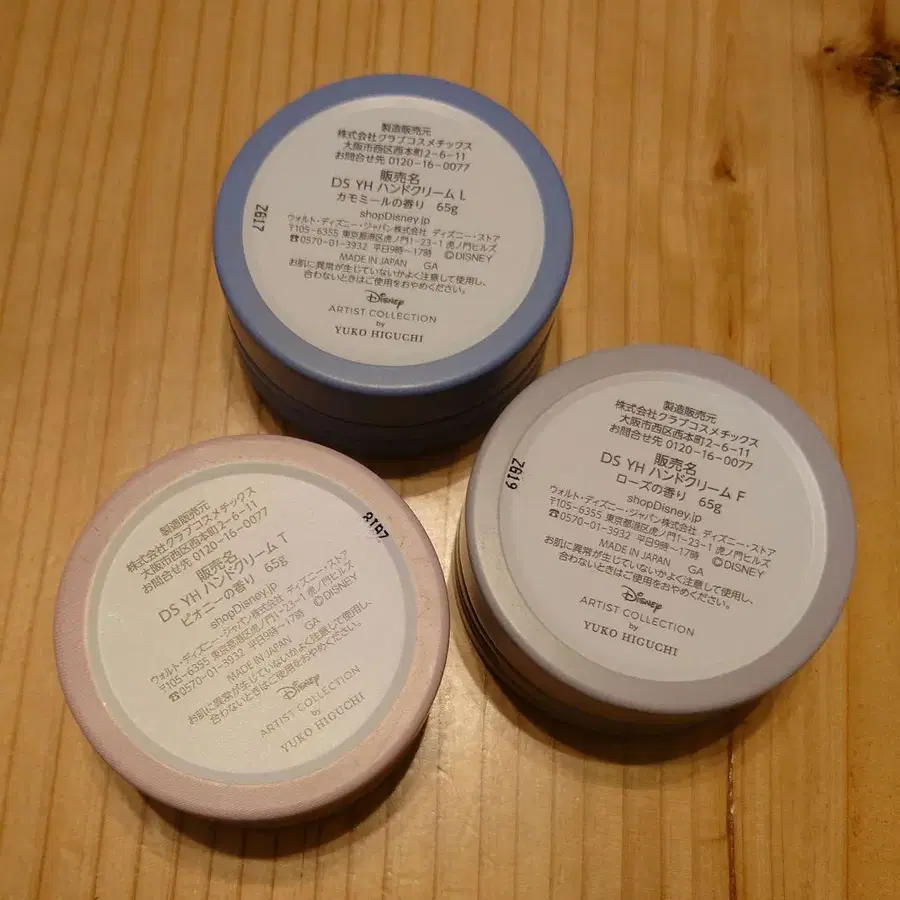 製造販売元
株式会社クラブコスメチックス
大阪市西区西本町2-6-11
お問合せ先 0120-16-0077
販売名
DS YH ハンドクリーム L
カモミールの香り 65g
shopDisney.jp
ウォルト・ディズニー・ジャパン株式会社 ディズニー・ストア
〒105-6355 東京都港区虎ノ門1-23-1 虎ノ門ヒルズ
☎0570-01-3932 平日9時〜17時 ©DISNEY
MADE IN JAPAN GA
お肌に異常が生じていないかよく注意して使用し、
合わないときはご使用をおやめください。
Disney
ARTIST COLLECTION
by
YUKO HIGUCHI
Z617
製造販売元
株式会社クラブコスメチックス
大阪市西区西本町2-6-11
お問合せ先 0120-16-0077
販売名
DS YH ハンドクリーム F
ローズの香り 65g
shopDisney.jp
ウォルト・ディズニー・ジャパン株式会社 ディズニー・ストア
〒105-6355 東京都港区虎ノ門1-23-1 虎ノ門ヒルズ
☎0570-01-3932 平日9時〜17時 ©DISNEY
MADE IN JAPAN GA
お肌に異常が生じていないかよく注意して使用し、
合わないときはご使用をおやめください。
Disney
ARTIST COLLECTION
by
YUKO HIGUCHI
Z619
製造販売元
株式会社クラブコスメチックス
大阪市西区西本町2-6-11
お問合せ先 0120-16-0077
販売名
DS YH ハンドクリーム T
ピオニーの香り 65g
shopDisney.jp
ウォルト・ディズニー・ジャパン株式会社 ディズニー・ストア
〒105-6355 東京都港区虎ノ門1-23-1 虎ノ門ヒルズ
☎0570-01-3932 平日9時〜17時 ©DISNEY
MADE IN JAPAN GA
お肌に異常が生じていないかよく注意して使用し、
合わないときはご使用をおやめください。
Disney
ARTIST COLLECTION
by
YUKO HIGUCHI
Z618